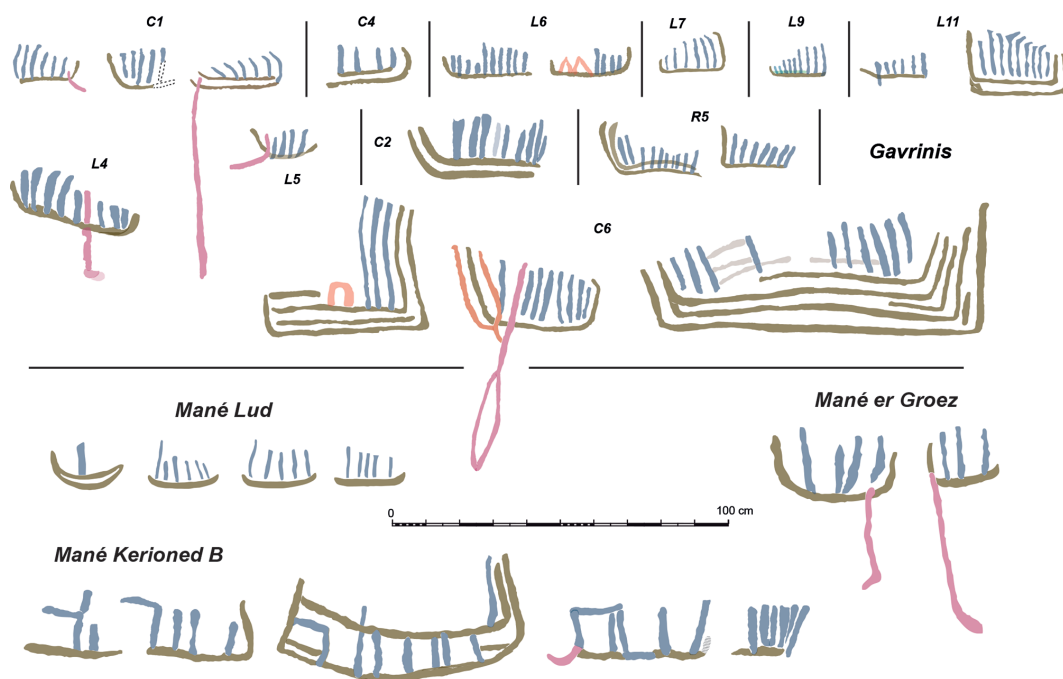 C1
C4
L6
L7
L9
L11
L4
L5
C2
R5
Gavrinis
C6
Mané Lud
Mané er Groez
0
100 cm
Mané Kerioned B